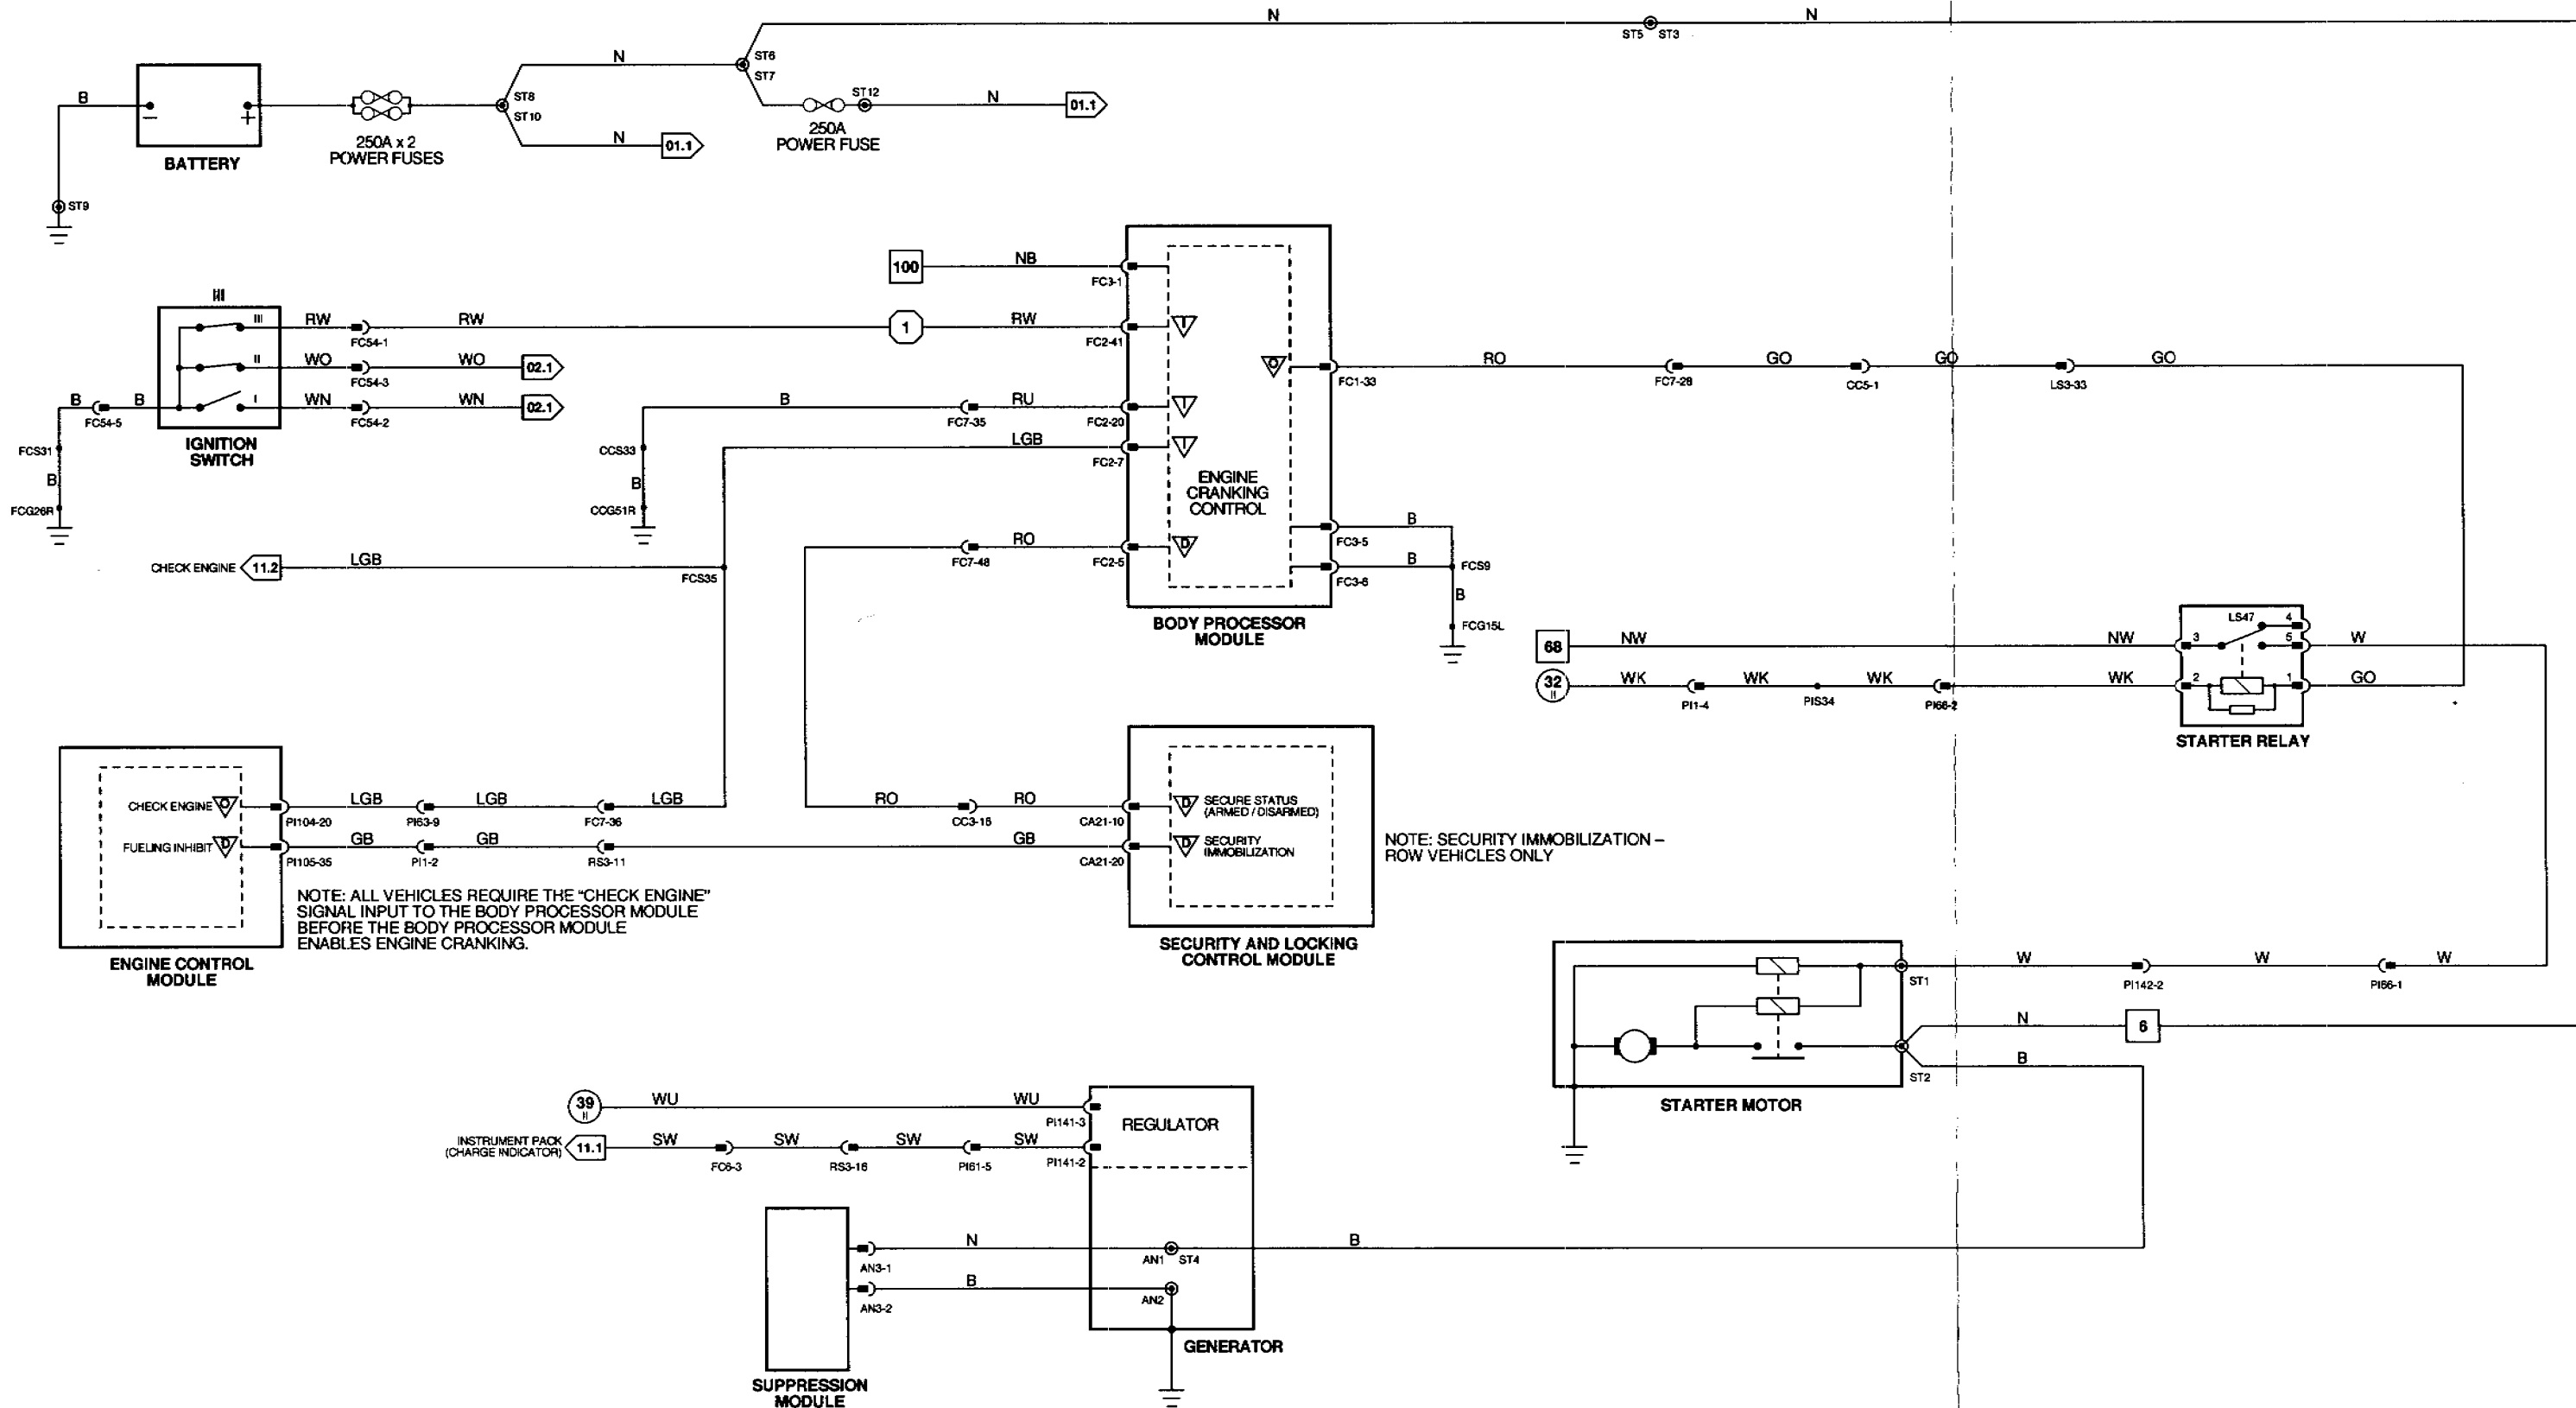 N
N
ST5 ST3
ST6
ST7
N
B
ST8
ST10
ST12
N
01.1
250A x 2
POWER FUSES
250A
POWER FUSE
N
01.1
−
+
BATTERY
ST9
100
NB
FC3-1
III
III
RW
RW
1
RW
FC54-1
FC2-41
II
WO
WO
02.1
FC54-3
I
WN
WN
02.1
FC54-2
B
B
FC54-5
IGNITION
SWITCH
FCS31
B
FCG26R
B
FC7-35
RU
FC2-20
I
I
I
CCS33
B
CCG51R
LGB
FC2-7
ENGINE
CRANKING
CONTROL
O
FC1-33
RO
FC7-28
GO
CC5-1
GO
LS3-33
GO
B
FC3-5
B
FC3-6
FCS9
B
FCG15L
CHECK ENGINE
11.2
LGB
FCS35
FC7-48
RO
FC2-5
D
BODY PROCESSOR
MODULE
68
NW
NW
32
II
WK
PI1-4
WK
PIS34
WK
PI66-2
WK
LS47
3
4
5
2
1
W
GO
STARTER RELAY
CHECK ENGINE
O
PI104-20
LGB
PI63-9
LGB
FC7-36
LGB
FUELING INHIBIT
D
PI105-35
GB
PI1-2
GB
RS3-11
GB
RO
CC3-16
RO
CA21-10
CA21-20
D
SECURE STATUS
(ARMED / DISARMED)
D
SECURITY
IMMOBILIZATION
NOTE: SECURITY IMMOBILIZATION –
ROW VEHICLES ONLY
NOTE: ALL VEHICLES REQUIRE THE “CHECK ENGINE”
SIGNAL INPUT TO THE BODY PROCESSOR MODULE
BEFORE THE BODY PROCESSOR MODULE
ENABLES ENGINE CRANKING.
ENGINE CONTROL
MODULE
SECURITY AND LOCKING
CONTROL MODULE
ST1
W
PI142-2
W
PI66-1
W
N
6
B
ST2
STARTER MOTOR
39
II
WU
WU
PI141-3
REGULATOR
INSTRUMENT PACK
(CHARGE INDICATOR)
11.1
SW
FC6-3
SW
RS3-16
SW
PI61-5
SW
PI141-2
AN3-1
N
AN1 ST4
B
AN3-2
B
AN2
GENERATOR
SUPPRESSION
MODULE